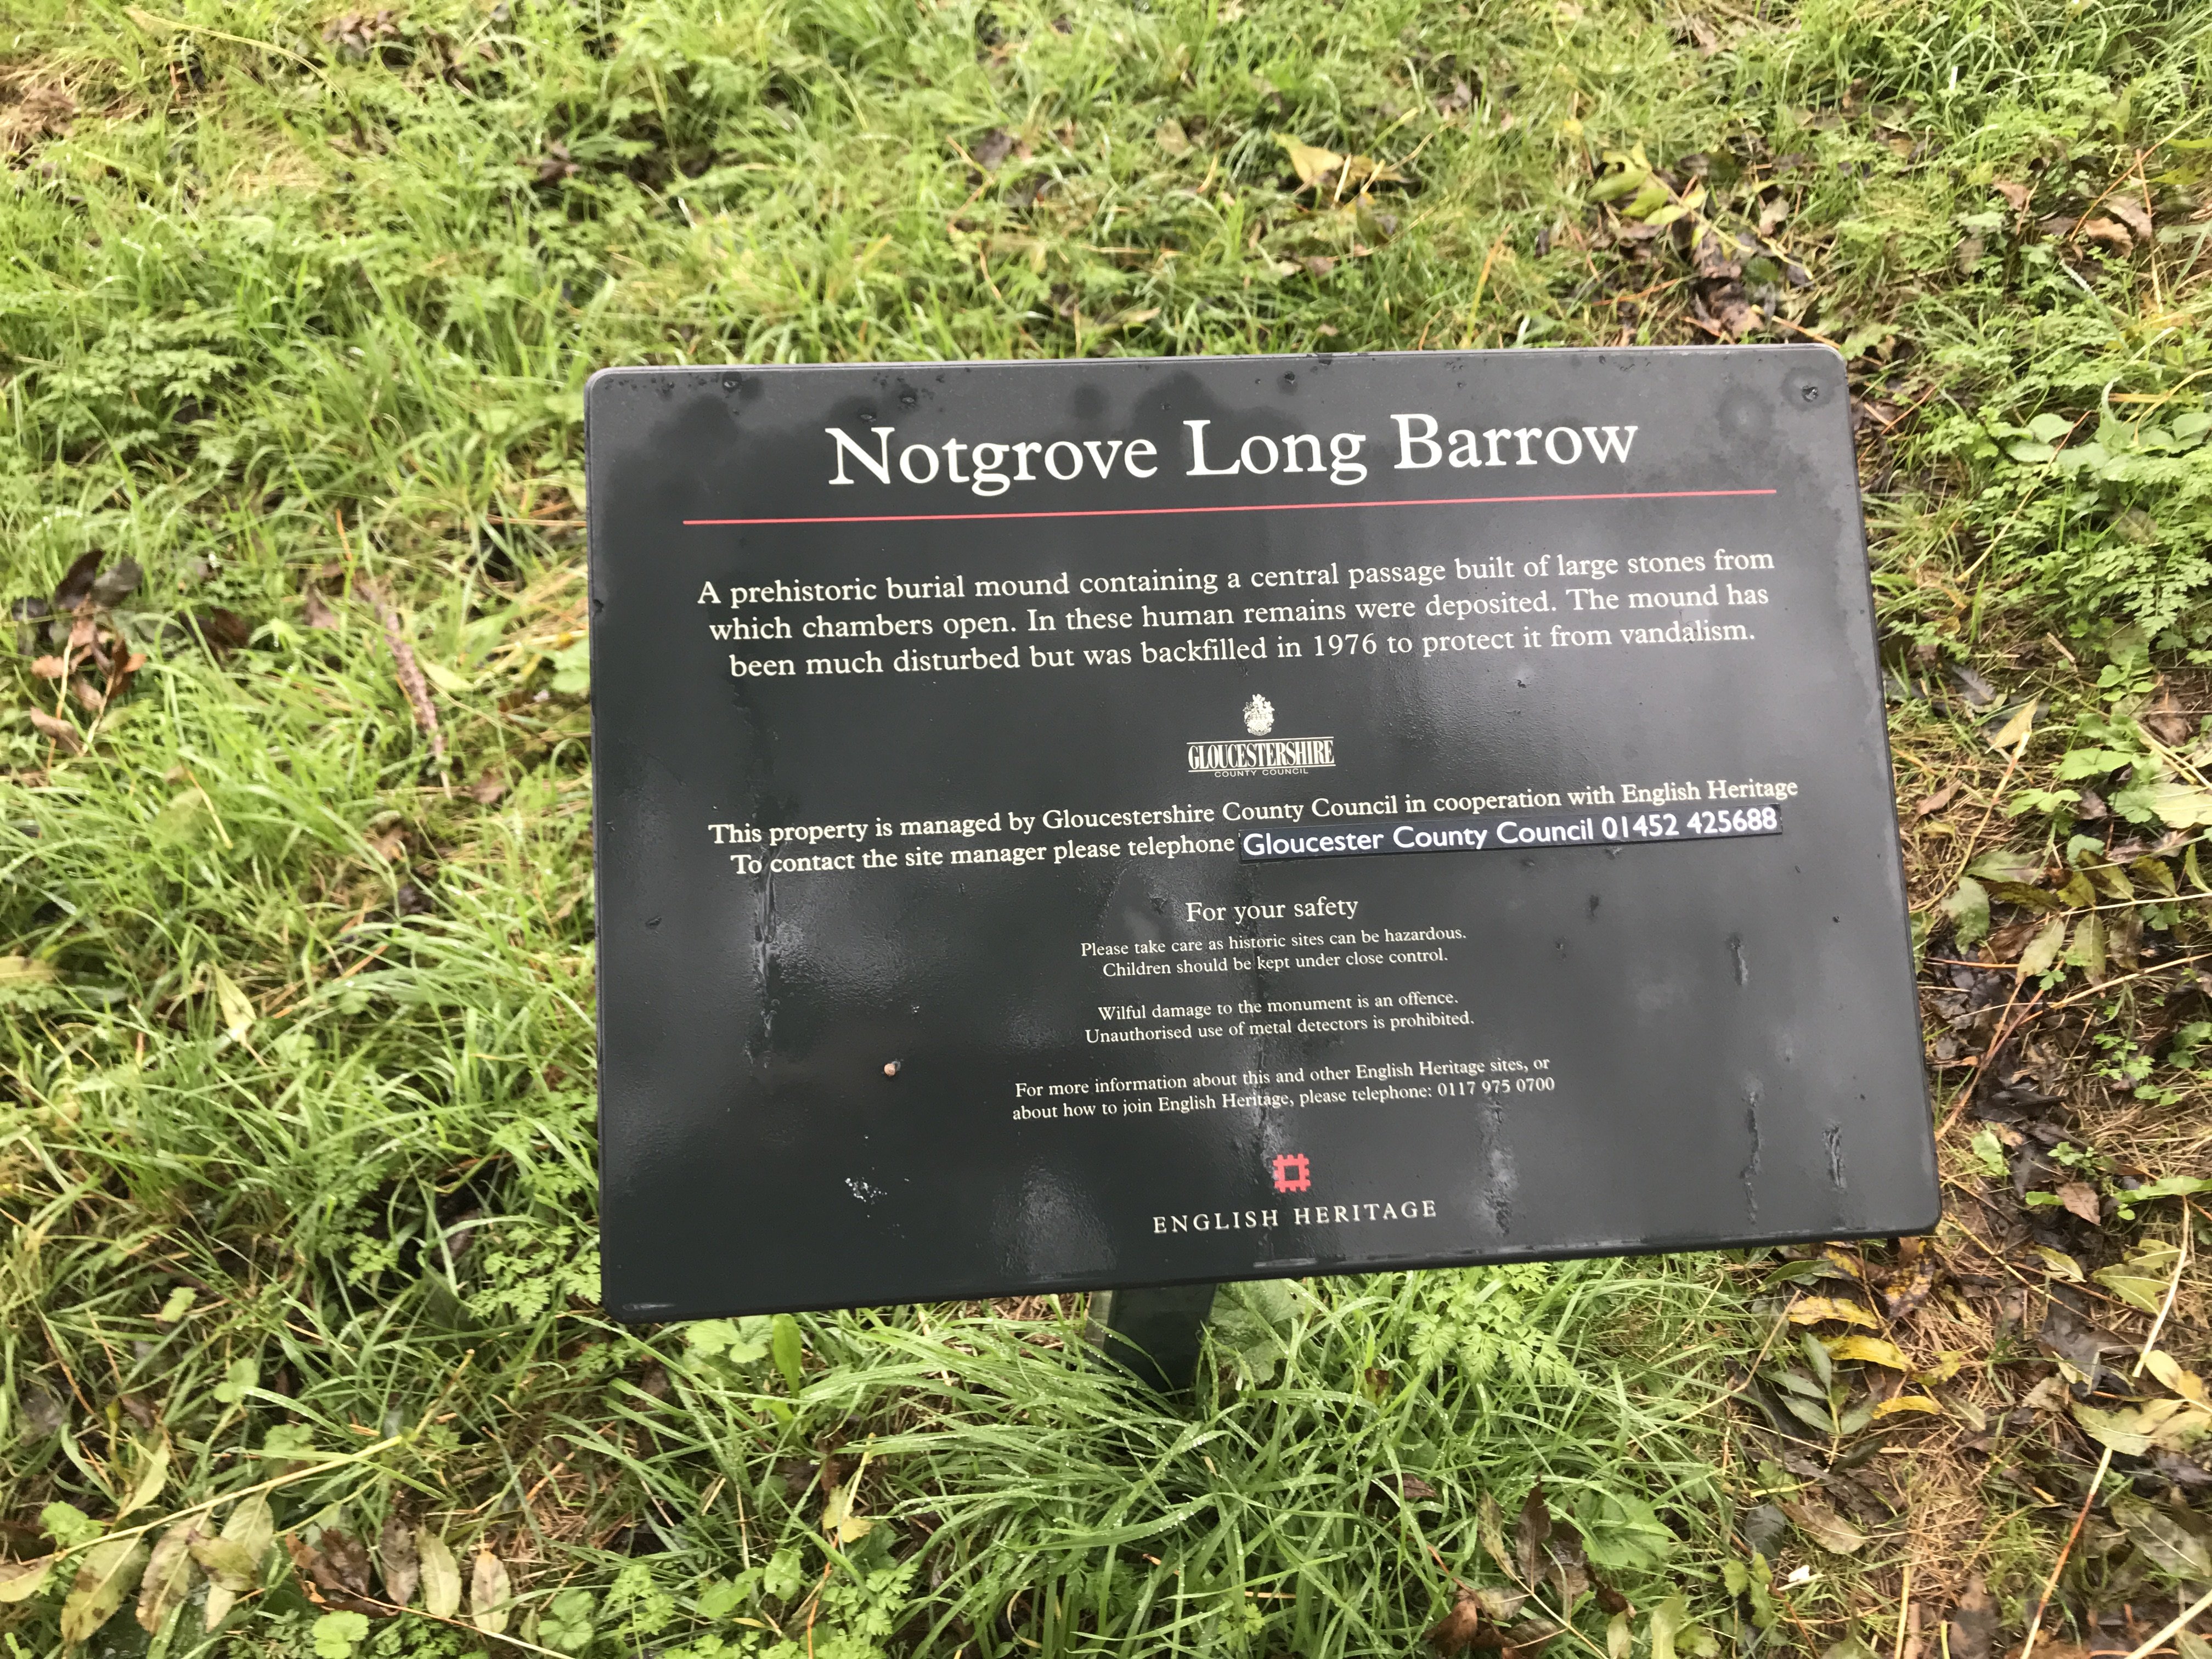 Notgrove Long Barrow
A prehistoric burial mound containing a central passage built of large stones from
which chambers open. In these human remains were deposited. The mound has
been much disturbed but was backfilled in 1976 to protect it from vandalism.
GLOUCESTERSHIRE
COUNTY COUNCIL
This property is managed by Gloucestershire County Council in cooperation with English Heritage
To contact the site manager please telephone Gloucester County Council 01452 425688
For your safety
Please take care as historic sites can be hazardous.
Children should be kept under close control.
Wilful damage to the monument is an offence.
Unauthorised use of metal detectors is prohibited.
For more information about this and other English Heritage sites, or
about how to join English Heritage, please telephone: 0117 975 0700
ENGLISH HERITAGE